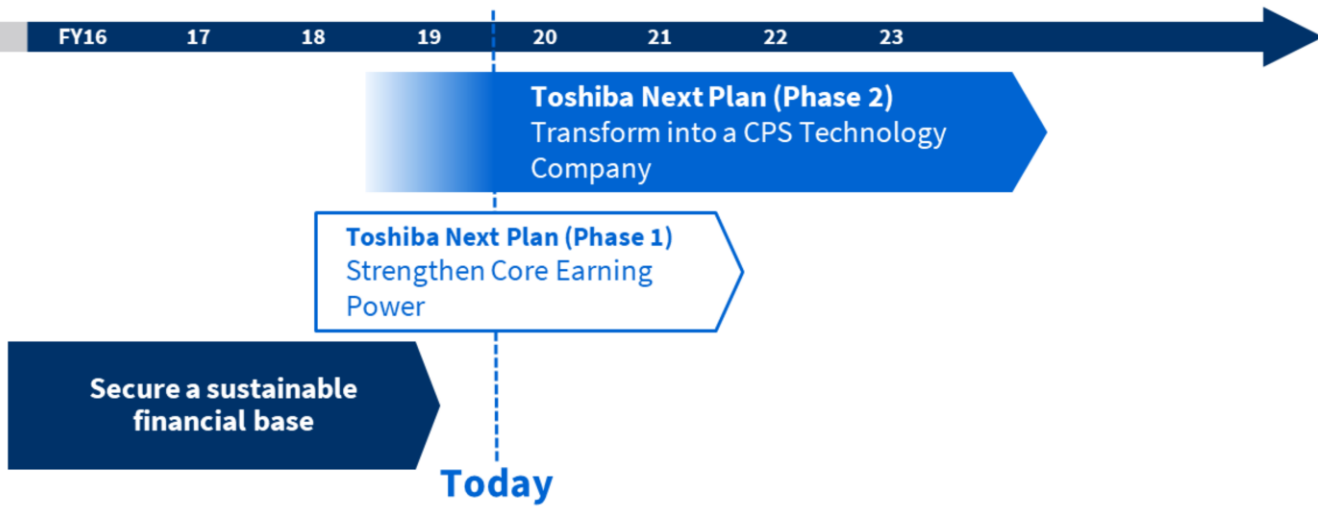 FY16 17 18 19 20 21 22 23
Toshiba Next Plan (Phase 2)
Transform into a CPS Technology
Company
Toshiba Next Plan (Phase 1)
Strengthen Core Earning
Power
Secure a sustainable
financial base
Today